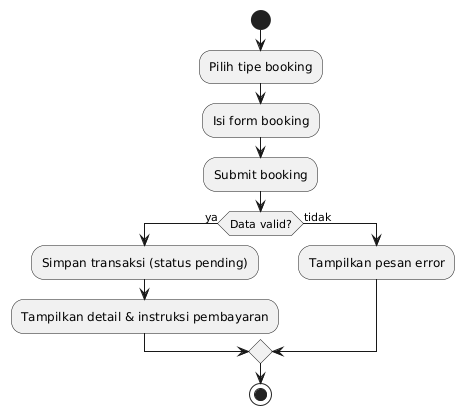 Pilih tipe booking
Isi form booking
Submit booking
ya
Data valid?
tidak
Simpan transaksi (status pending)
Tampilkan pesan error
Tampilkan detail & instruksi pembayaran